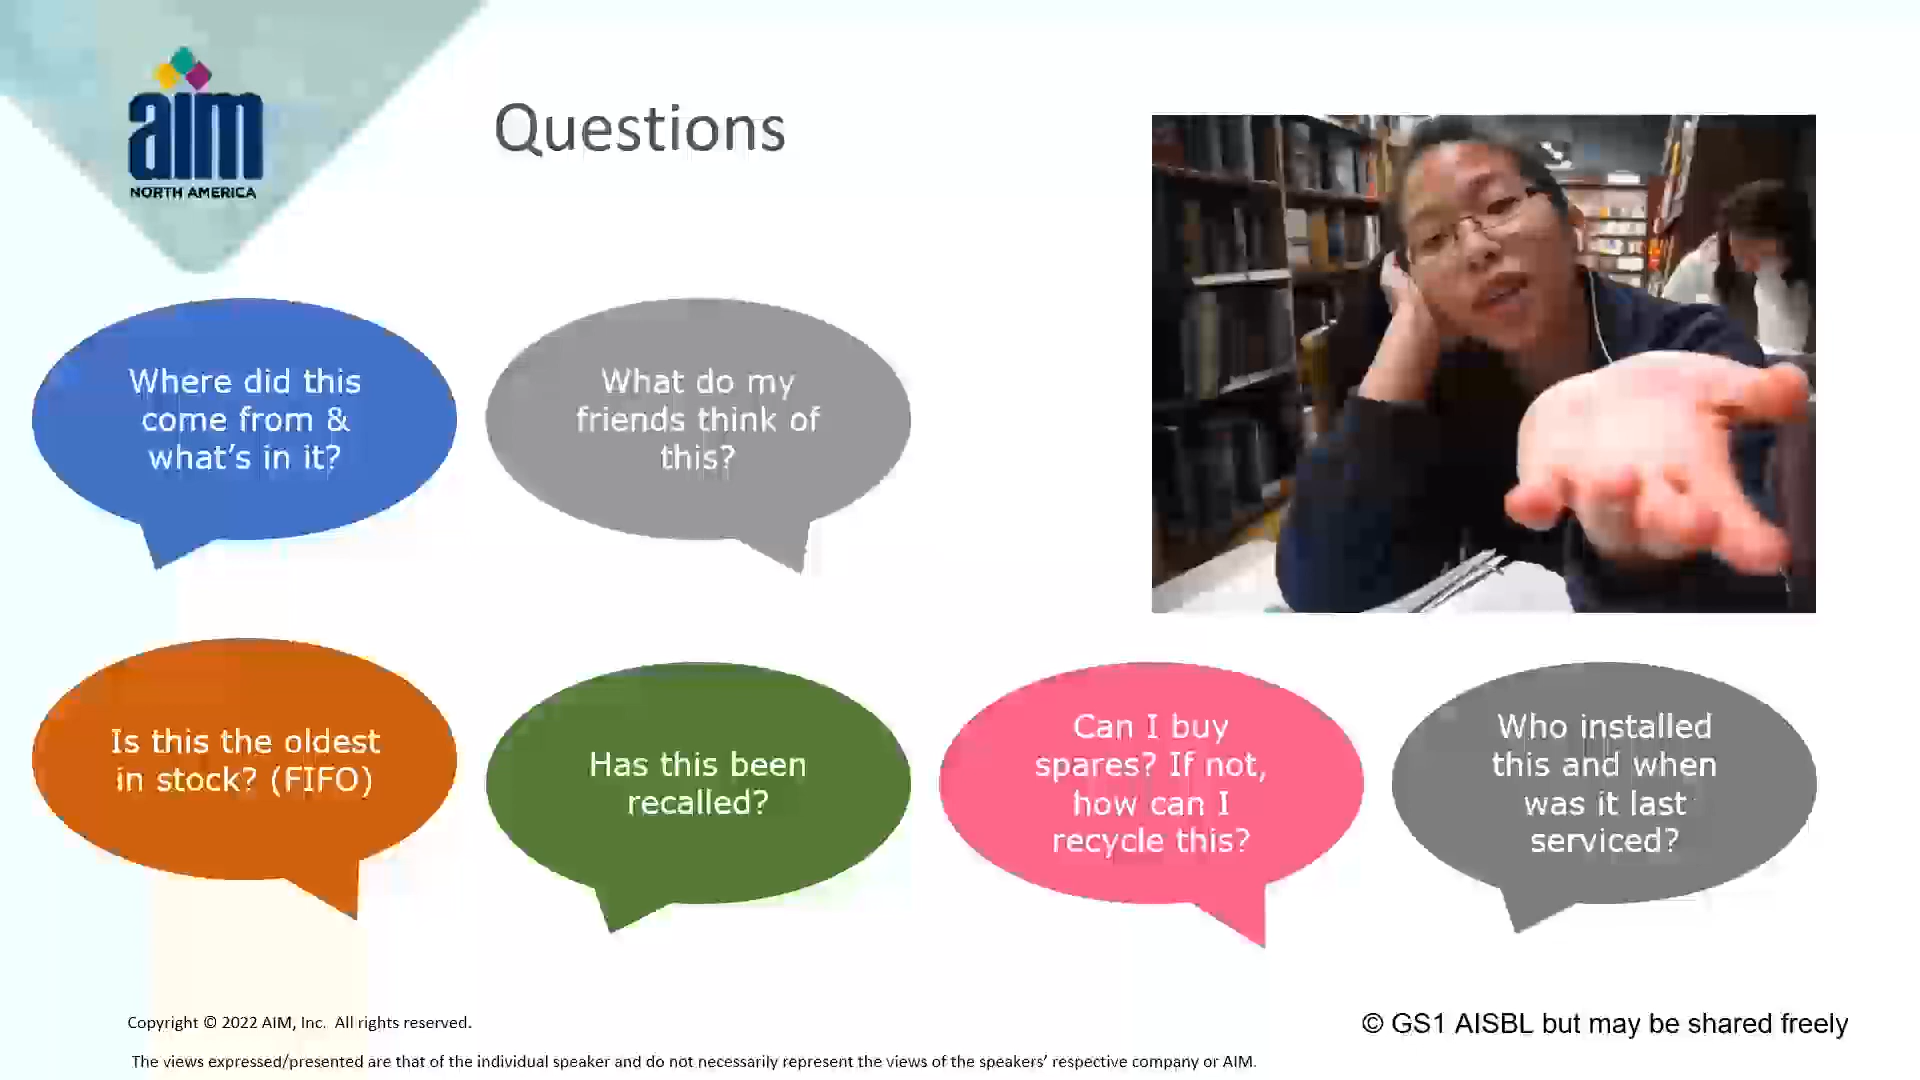 aim
NORTH AMERICA
Questions
Where did this
come from &
what's in it?
What do my
friends think of
this?
Is this the oldest
in stock? (FIFO)
Has this been
recalled?
Can I buy
spares? If not,
how can I
recycle this?
Who installed
this and when
was it last
serviced?
Copyright © 2022 AIM, Inc. All rights reserved.
© GS1 AISBL but may be shared freely
The views expressed/presented are that of the individual speaker and do not necessarily represent the views of the speakers' respective company or AIM.